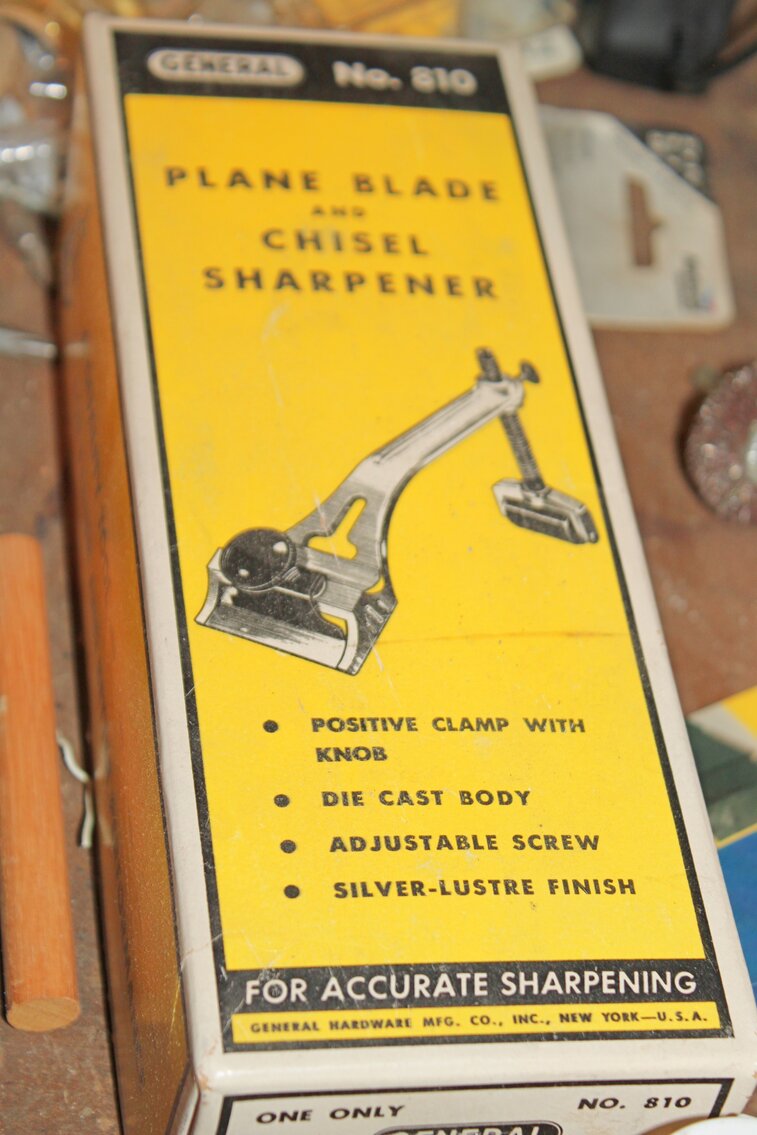 GENERAL No. 810
PLANE BLADE
AND
CHISEL
SHARPENER
• POSITIVE CLAMP WITH
KNOB
• DIE CAST BODY
• ADJUSTABLE SCREW
• SILVER-LUSTRE FINISH
FOR ACCURATE SHARPENING
GENERAL HARDWARE MFG. CO., INC., NEW YORK—U.S.A.
ONE ONLY NO. 810
GENERAL